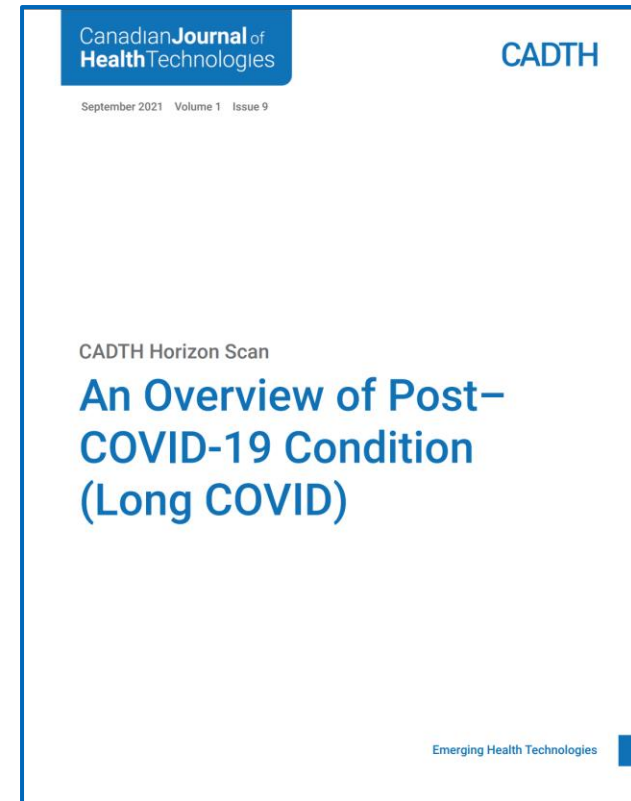 Canadian Journal of
Health Technologies
CADTH
September 2021 Volume 1 Issue 9
CADTH Horizon Scan
An Overview of Post–
COVID-19 Condition
(Long COVID)
Emerging Health Technologies